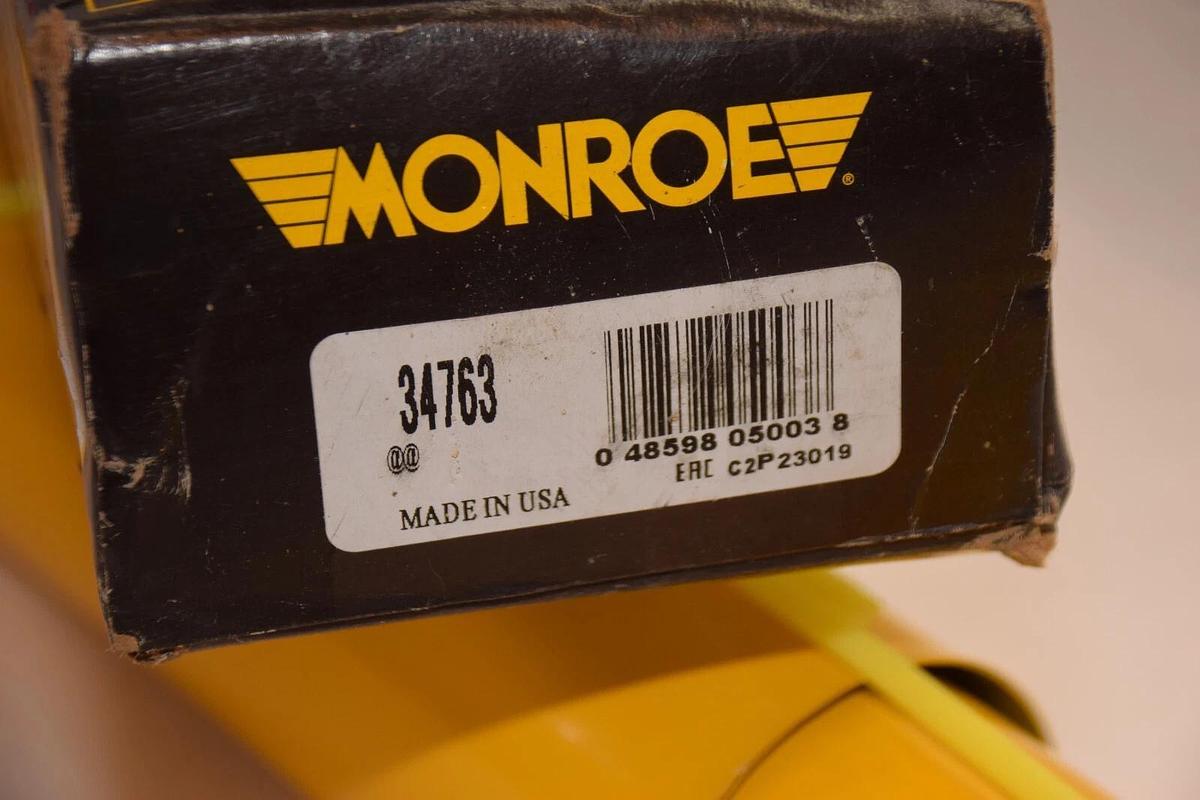 MONROE®
34763
@@
MADE IN USA
0 48598 05003 8
EAC C2P23019